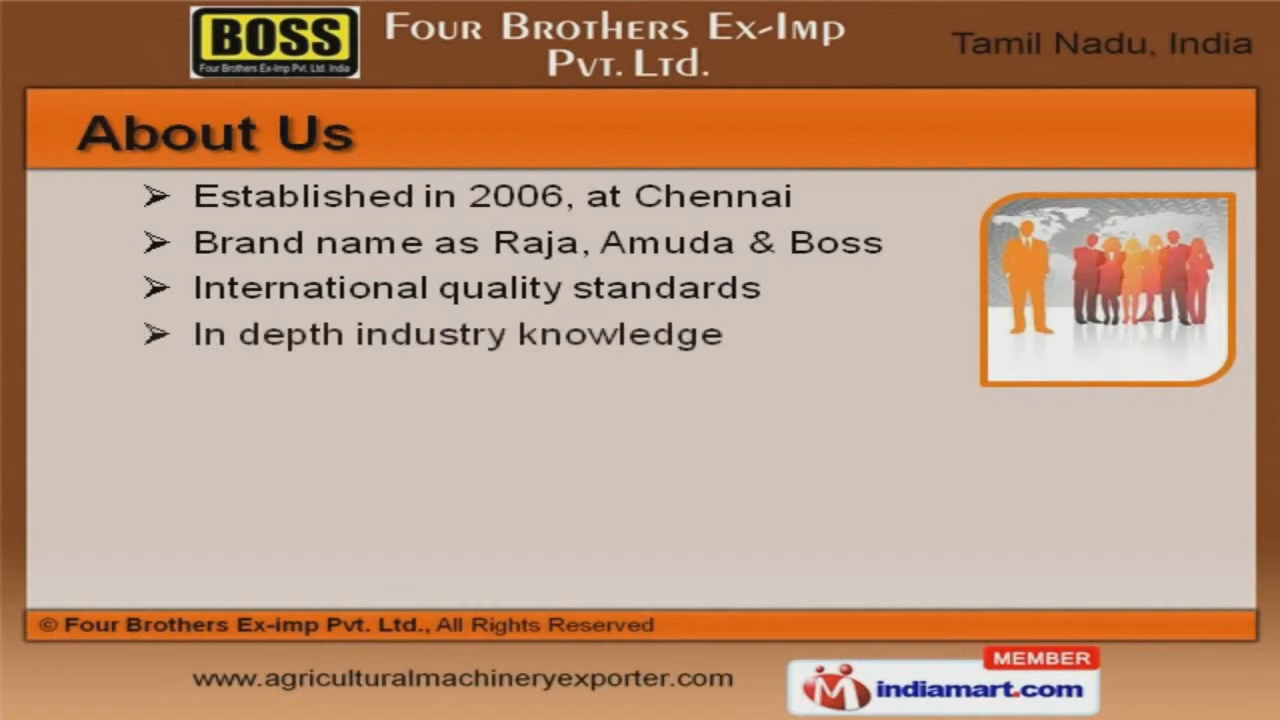 BOSS
Four Brothers Ex-Imp Pvt. Ltd. India
Four Brothers Ex-Imp
Pvt. Ltd.
Tamil Nadu, India
About Us
➢ Established in 2006, at Chennai
➢ Brand name as Raja, Amuda & Boss
➢ International quality standards
➢ In depth industry knowledge
© Four Brothers Ex-imp Pvt. Ltd., All Rights Reserved
www.agriculturalmachineryexporter.com
MEMBER
indiamart.com